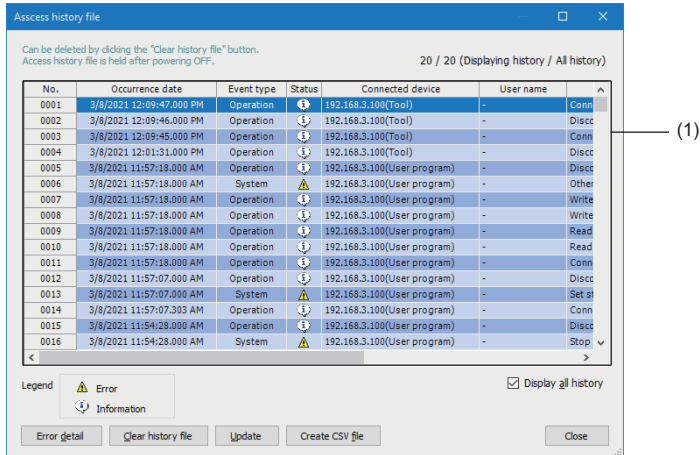 Asscess history file
Can be deleted by clicking the "Clear history file" button.
Access history file is held after powering OFF.
20 / 20 (Displaying history / All history)
No. Occurrence date Event type Status Connected device User name
0001 3/8/2021 12:09:47.000 PM Operation 192.168.3.100(Tool) - Conn
0002 3/8/2021 12:09:46.000 PM Operation 192.168.3.100(Tool) - Disco
0003 3/8/2021 12:09:45.000 PM Operation 192.168.3.100(Tool) - Conn
0004 3/8/2021 12:01:31.000 PM Operation 192.168.3.100(Tool) - Disco
0005 3/8/2021 11:57:18.000 AM Operation 192.168.3.100(User program) - Disco
0006 3/8/2021 11:57:18.000 AM System 192.168.3.100(User program) - Other
0007 3/8/2021 11:57:18.000 AM Operation 192.168.3.100(User program) - Write
0008 3/8/2021 11:57:18.000 AM Operation 192.168.3.100(User program) - Write
0009 3/8/2021 11:57:18.000 AM Operation 192.168.3.100(User program) - Read
0010 3/8/2021 11:57:18.000 AM Operation 192.168.3.100(User program) - Read
0011 3/8/2021 11:57:18.000 AM Operation 192.168.3.100(User program) - Conn
0012 3/8/2021 11:57:07.000 AM Operation 192.168.3.100(User program) - Disco
0013 3/8/2021 11:57:07.000 AM System 192.168.3.100(User program) - Set st
0014 3/8/2021 11:57:07.303 AM Operation 192.168.3.100(User program) - Conn
0015 3/8/2021 11:54:28.000 AM Operation 192.168.3.100(User program) - Disco
0016 3/8/2021 11:54:28.000 AM System 192.168.3.100(User program) - Stop
(1)
Legend
Error
Information
Display all history
Error detail Clear history file Update Create CSV file Close